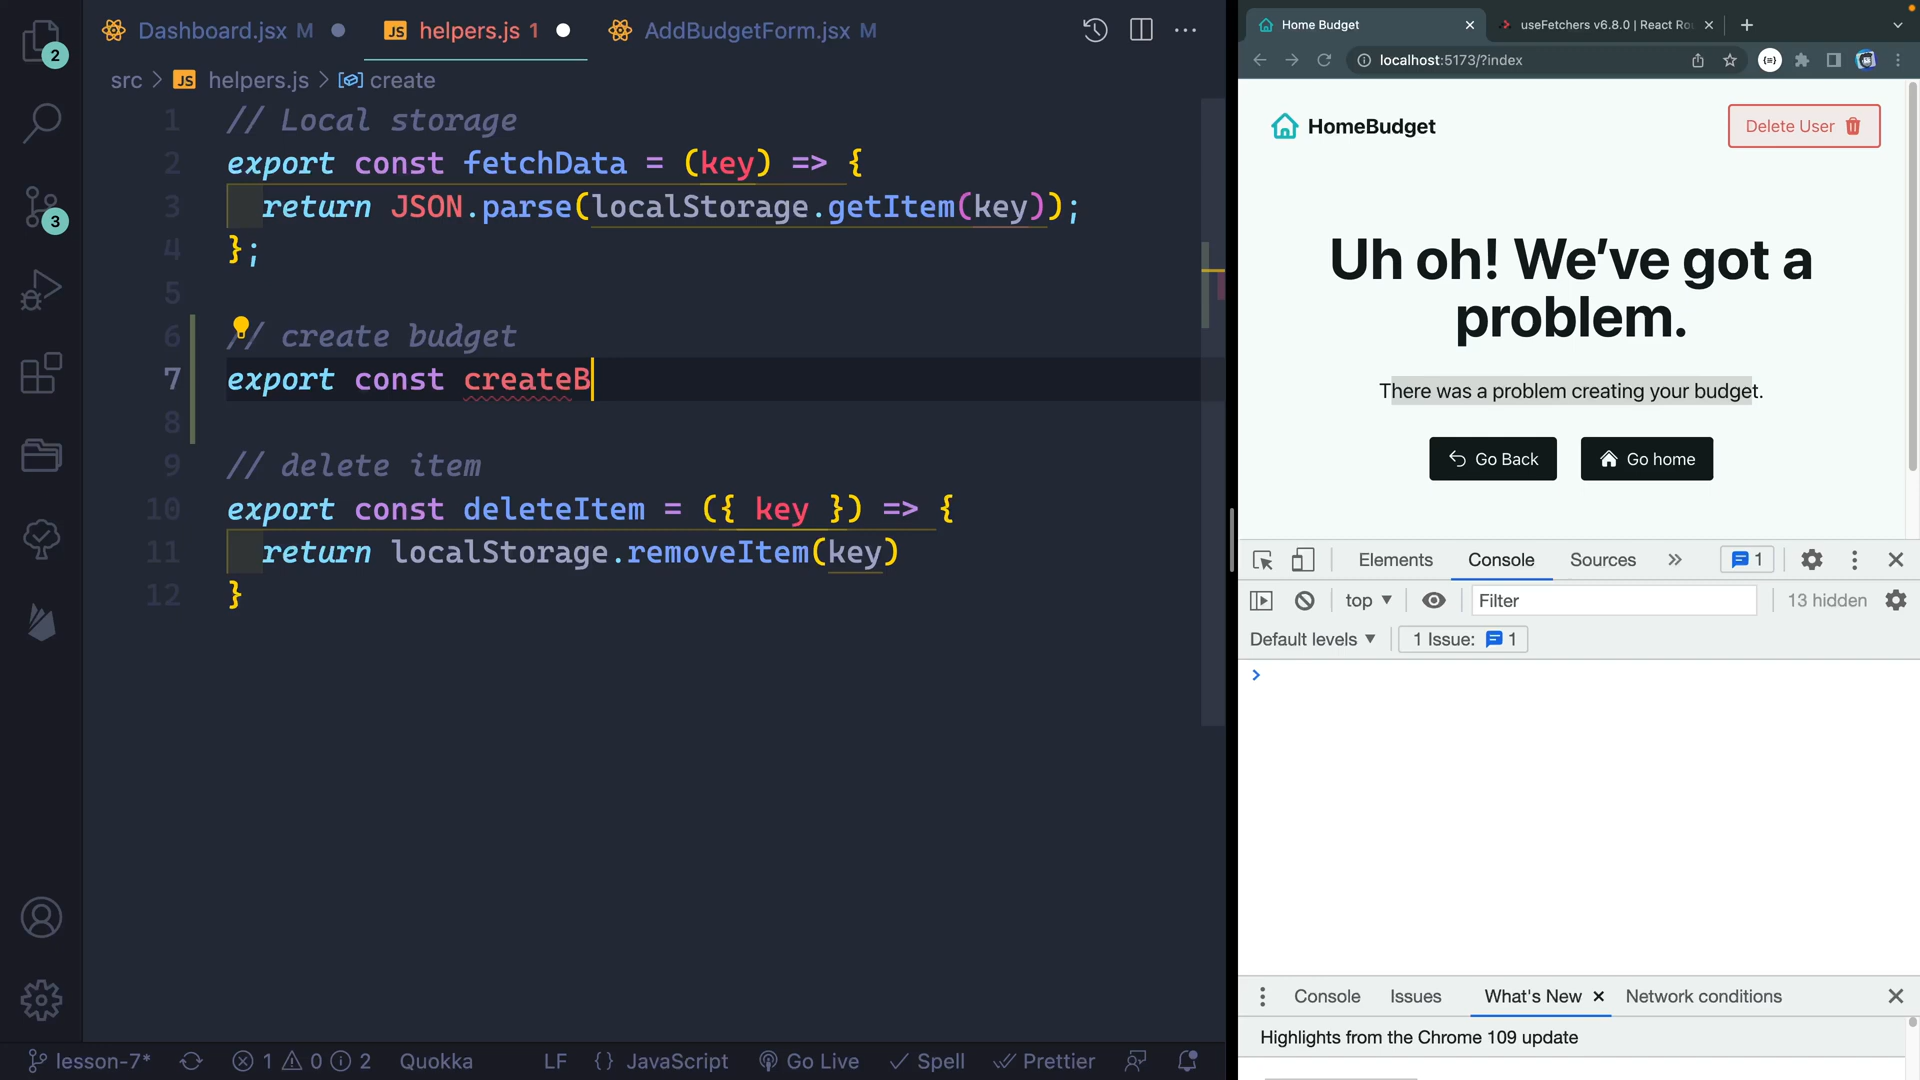 Dashboard.jsx M
helpers.js 1
AddBudgetForm.jsx M
src > JS helpers.js > create
1 // Local storage
2 export const fetchData = (key) => {
3 return JSON.parse(localStorage.getItem(key));
4 };
5
6 // create budget
7 export const createB
8
9 // delete item
10 export const deleteItem = ({ key }) => {
11 return localStorage.removeItem(key)
12 }
2
3
lesson-7* 1 0 2 Quokka LF {} JavaScript Go Live Spell Prettier
Home Budget
useFetchers v6.8.0 | React Ro
localhost:5173/?index
HomeBudget
Delete User
Uh oh! We've got a
problem.
There was a problem creating your budget.
Go Back
Go home
Elements Console Sources 1
top Filter 13 hidden
Default levels 1 Issue: 1
Console Issues What's New Network conditions
Highlights from the Chrome 109 update